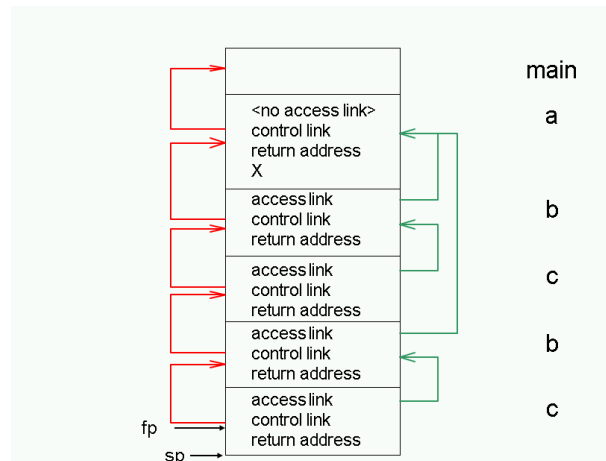 main
<no access link>
control link
return address
X
a
access link
control link
return address
b
access link
control link
return address
c
access link
control link
return address
b
access link
control link
return address
c
fp
sp